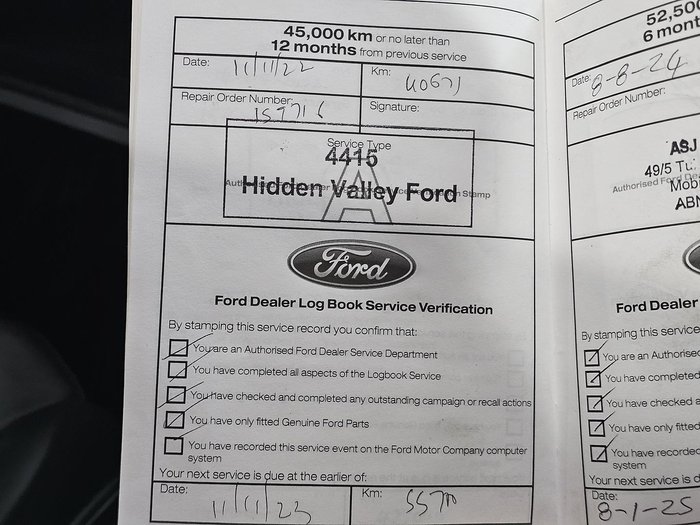 45,000 km or no later than
12 months from previous service
Date: 11/11/22
Km: 40671
Repair Order Number:
Signature:
Service Type
4415
Hidden Valley Ford
Stamp
A
Ford
Ford Dealer Log Book Service Verification
By stamping this service record you confirm that:
You are an Authorised Ford Dealer Service Department
You have completed all aspects of the Logbook Service
You have checked and completed any outstanding campaign or recall actions
You have only fitted Genuine Ford Parts
You have recorded this service event on the Ford Motor Company computer
system
Your next service is due at the earlier of:
Date: 11/11/23
Km:
52,50
6 mont
Date: 8-8-24
Repair Order Number:
ASJ
49/5
Authorised Ford De
Mob
ABN
Ford Dealer
By stamping this service
You are an Authorise
You have completed
You have checked a
You have only fitted
You have recorded
system
Your next service is d
Date:
8-1-25